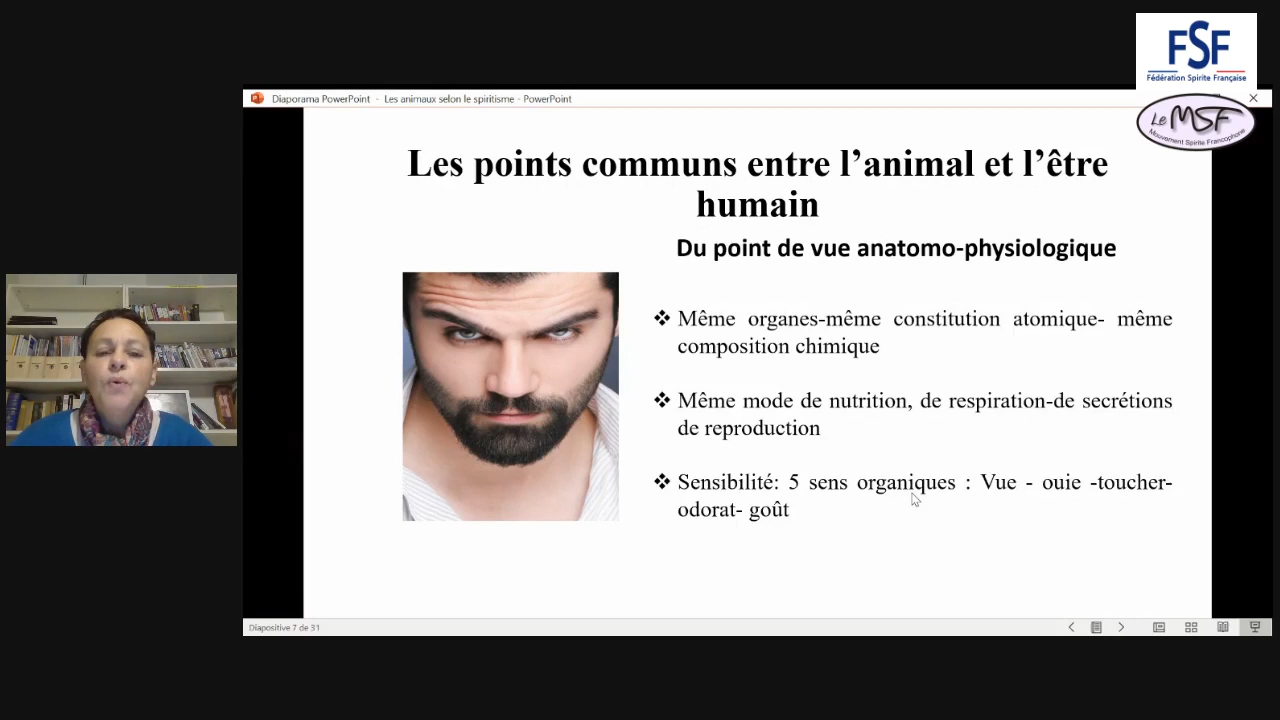 FSF
Fédération Spirite Française
Diaporama PowerPoint - Les animaux selon le spiritisme - PowerPoint
Le MSF
Mouvement Spirite Francophone
Les points communs entre l’animal et l’être
humain
Du point de vue anatomo-physiologique
❖ Même organes-même constitution atomique- même
composition chimique
❖ Même mode de nutrition, de respiration-de secrétions
de reproduction
❖ Sensibilité: 5 sens organiques : Vue - ouie -toucher-
odorat- goût
Diapositive 7 de 31